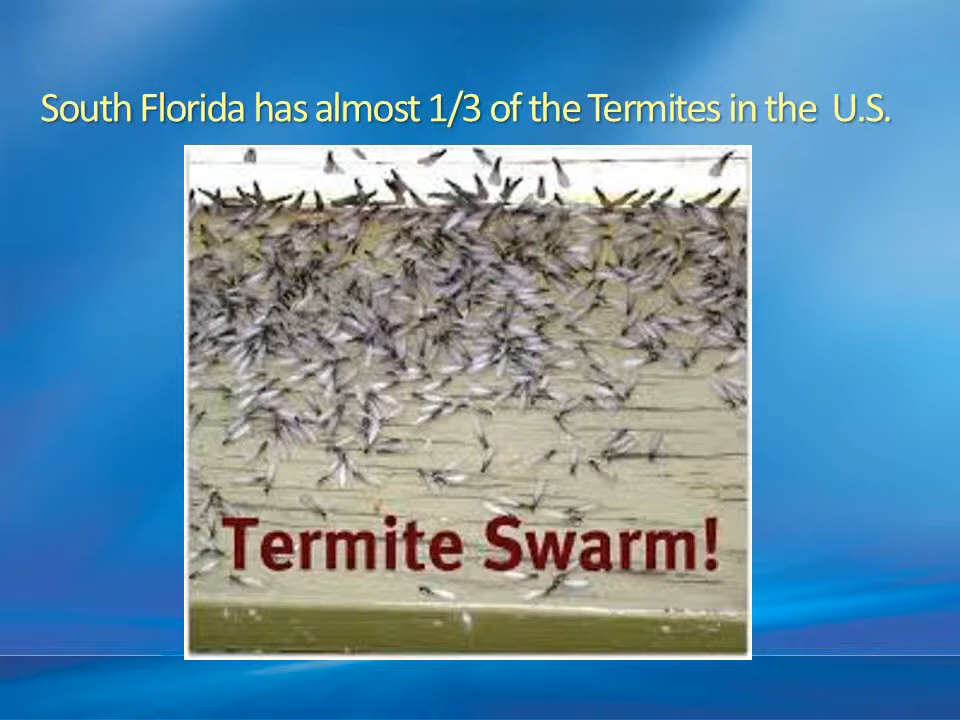 South Florida has almost 1/3 of the Termites in the U.S.
Termite Swarm!